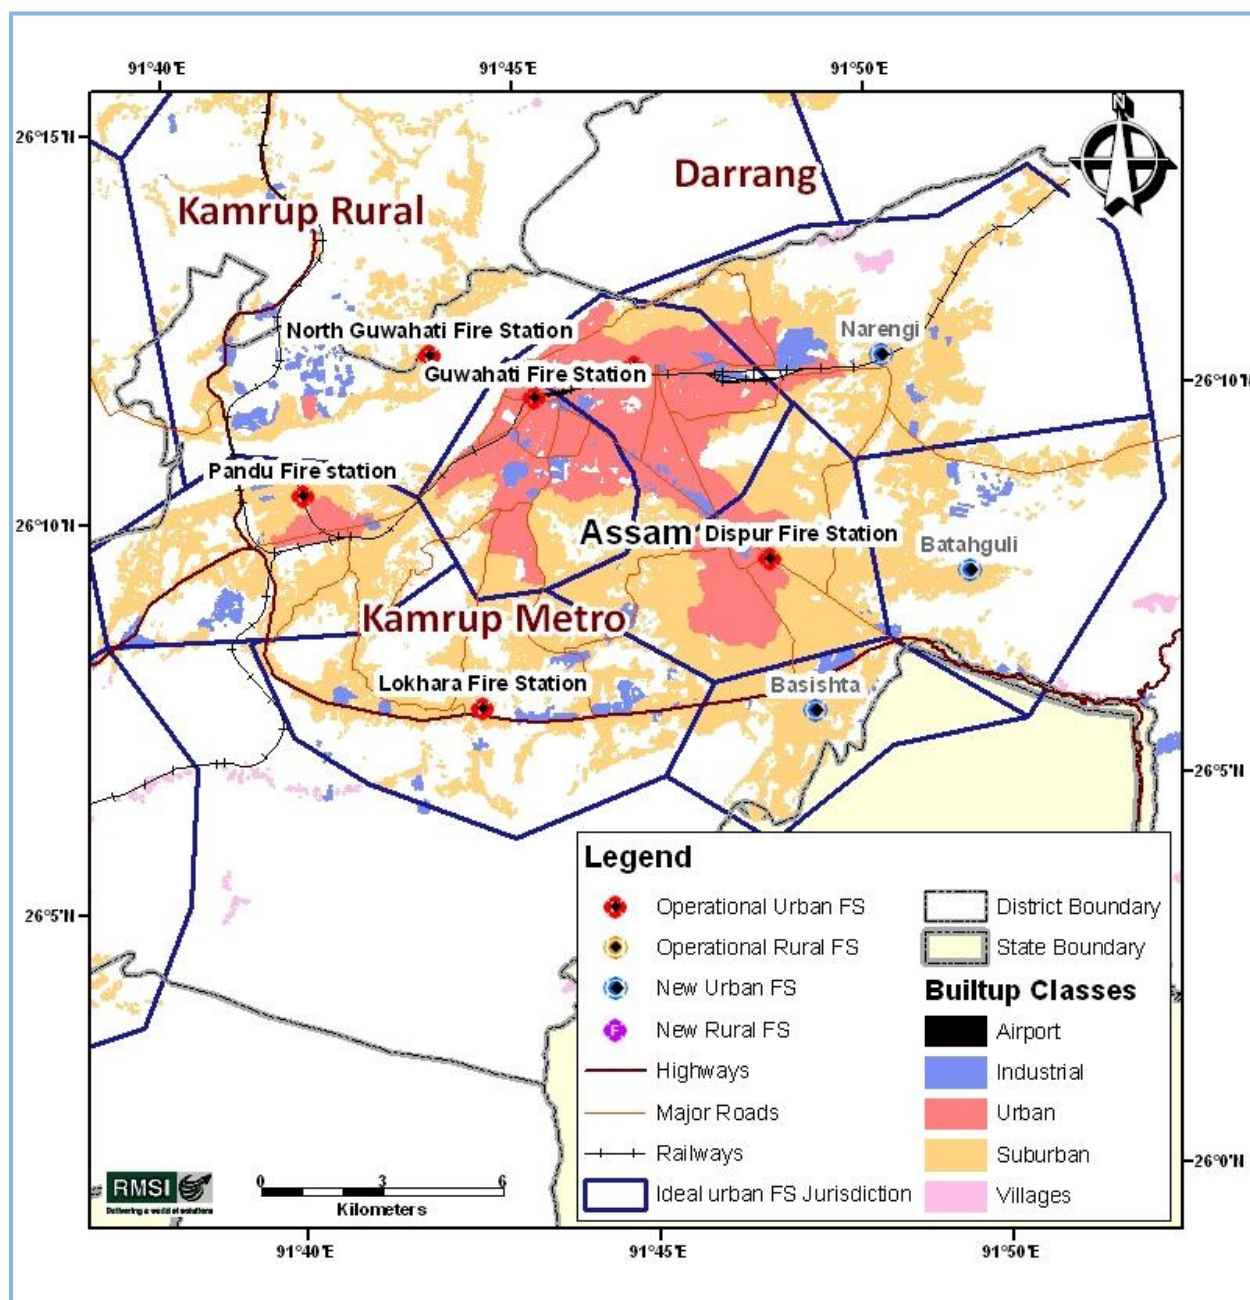 91°40'E 91°45'E 91°50'E
26°15'N
N
Darrang
Kamrup Rural
North Guwahati Fire Station
Narengi
Guwahati Fire Station
26°10'N
Pandu Fire station
26°10'N
Assam
Dispur Fire Station
Batahguli
Kamrup Metro
Lokhara Fire Station
Basishta
26°5'N
Legend
Operational Urban FS
Operational Rural FS
New Urban FS
F New Rural FS
Highways
Major Roads
Railways
Ideal urban FS Jurisdiction
District Boundary
State Boundary
Builtup Classes
Airport
Industrial
Urban
Suburban
Villages
26°5'N
26°0'N
RMSI
Delivering a world of solutions
0 3 6
Kilometers
91°40'E 91°45'E 91°50'E